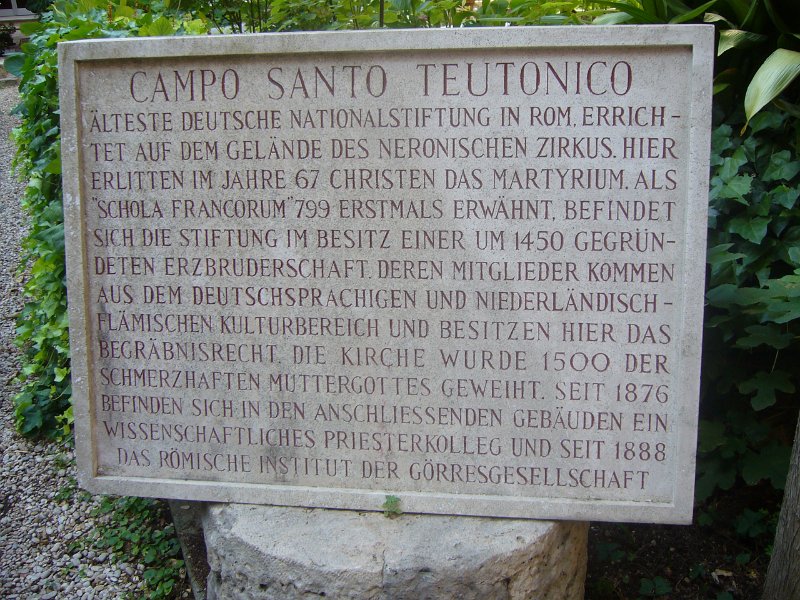 CAMPO SANTO TEUTONICO
ÄLTESTE DEUTSCHE NATIONALSTIFTUNG IN ROM, ERRICH-
TET AUF DEM GELÄNDE DES NERONISCHEN ZIRKUS. HIER
ERLITTEN IM JAHRE 67 CHRISTEN DAS MARTYRIUM. ALS
"SCHOLA FRANCORUM" 799 ERSTMALS ERWÄHNT, BEFINDET
SICH DIE STIFTUNG IM BESITZ EINER UM 1450 GEGRÜN-
DETEN ERZBRUDERSCHAFT. DEREN MITGLIEDER KOMMEN
AUS DEM DEUTSCHSPRACHIGEN UND NIEDERLÄNDISCH-
FLÄMISCHEN KULTURBEREICH UND BESITZEN HIER DAS
BEGRÄBNISRECHT. DIE KIRCHE WURDE 1500 DER
SCHMERZHAFTEN MUTTERGOTTES GEWEIHT. SEIT 1876
BEFINDEN SICH IN DEN ANSCHLIESSENDEN GEBÄUDEN EIN
WISSENSCHAFTLICHES PRIESTERKOLLEG UND SEIT 1888
DAS RÖMISCHE INSTITUT DER GÖRRESGESELLSCHAFT